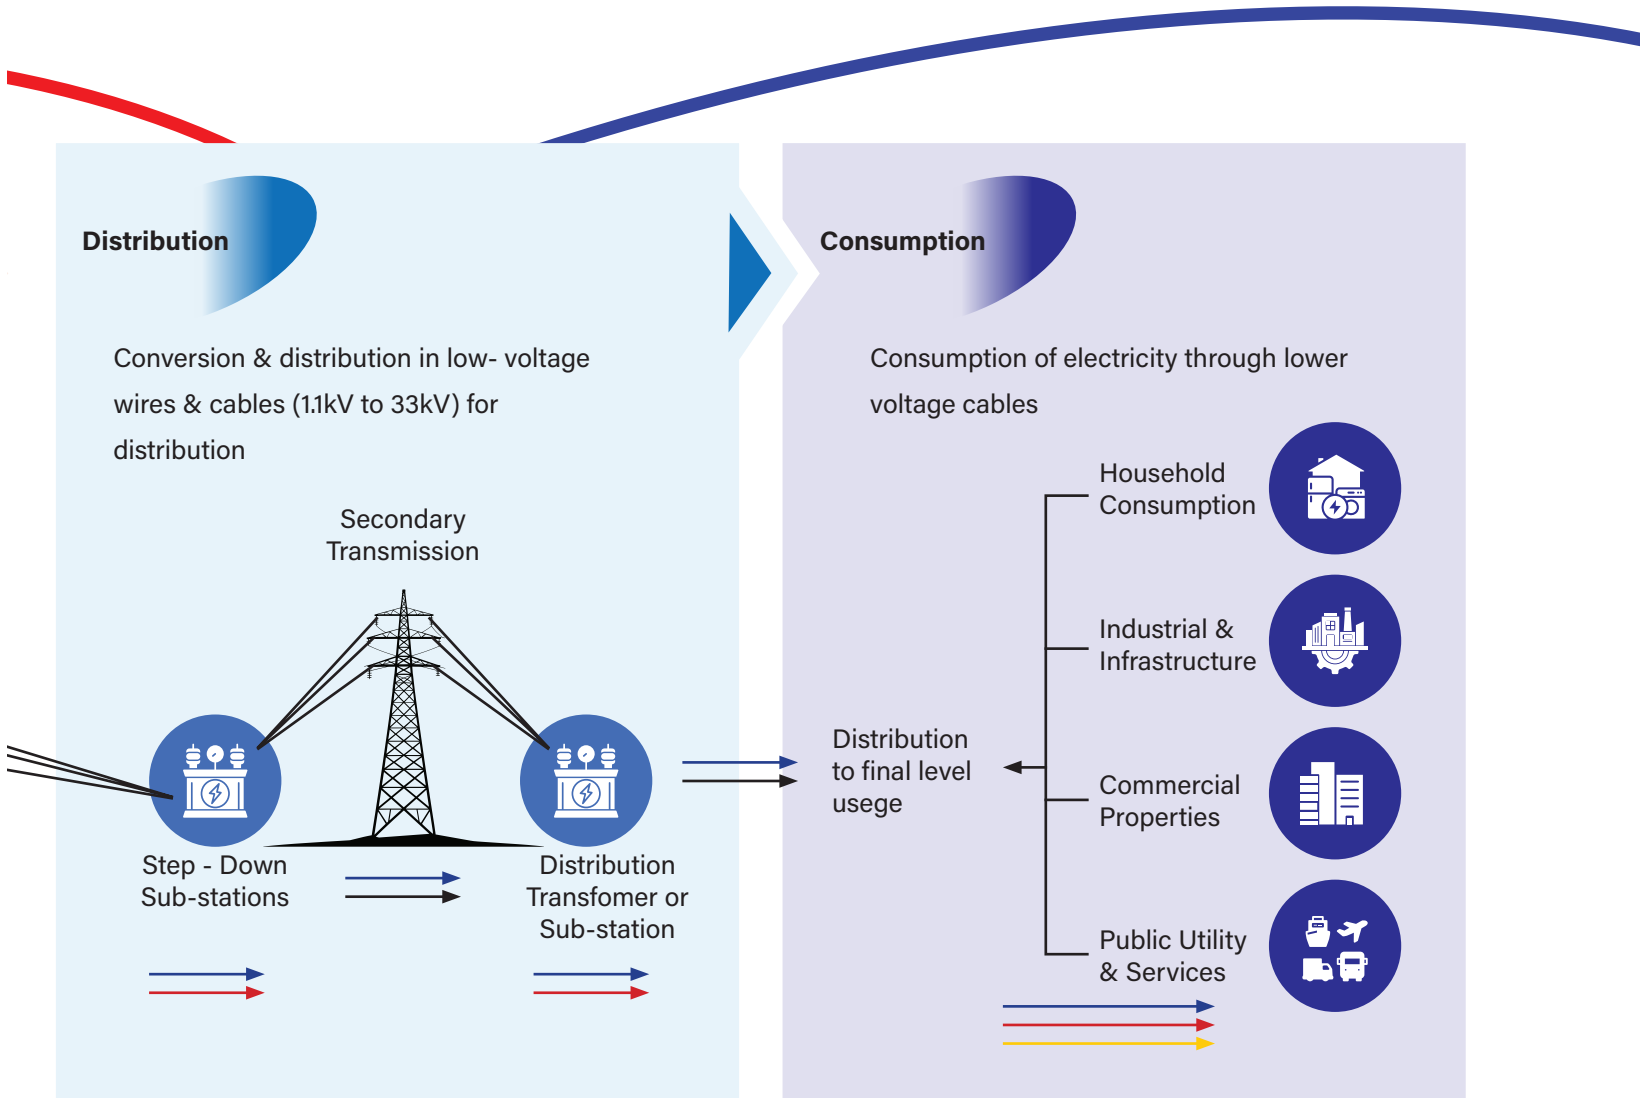 Distribution
Conversion & distribution in low- voltage
wires & cables (1.1kV to 33kV) for
distribution
Secondary
Transmission
Step - Down
Sub-stations
Distribution
Transfomer or
Sub-station
Consumption
Consumption of electricity through lower
voltage cables
Distribution
to final level
usege
Household
Consumption
Industrial &
Infrastructure
Commercial
Properties
Public Utility
& Services